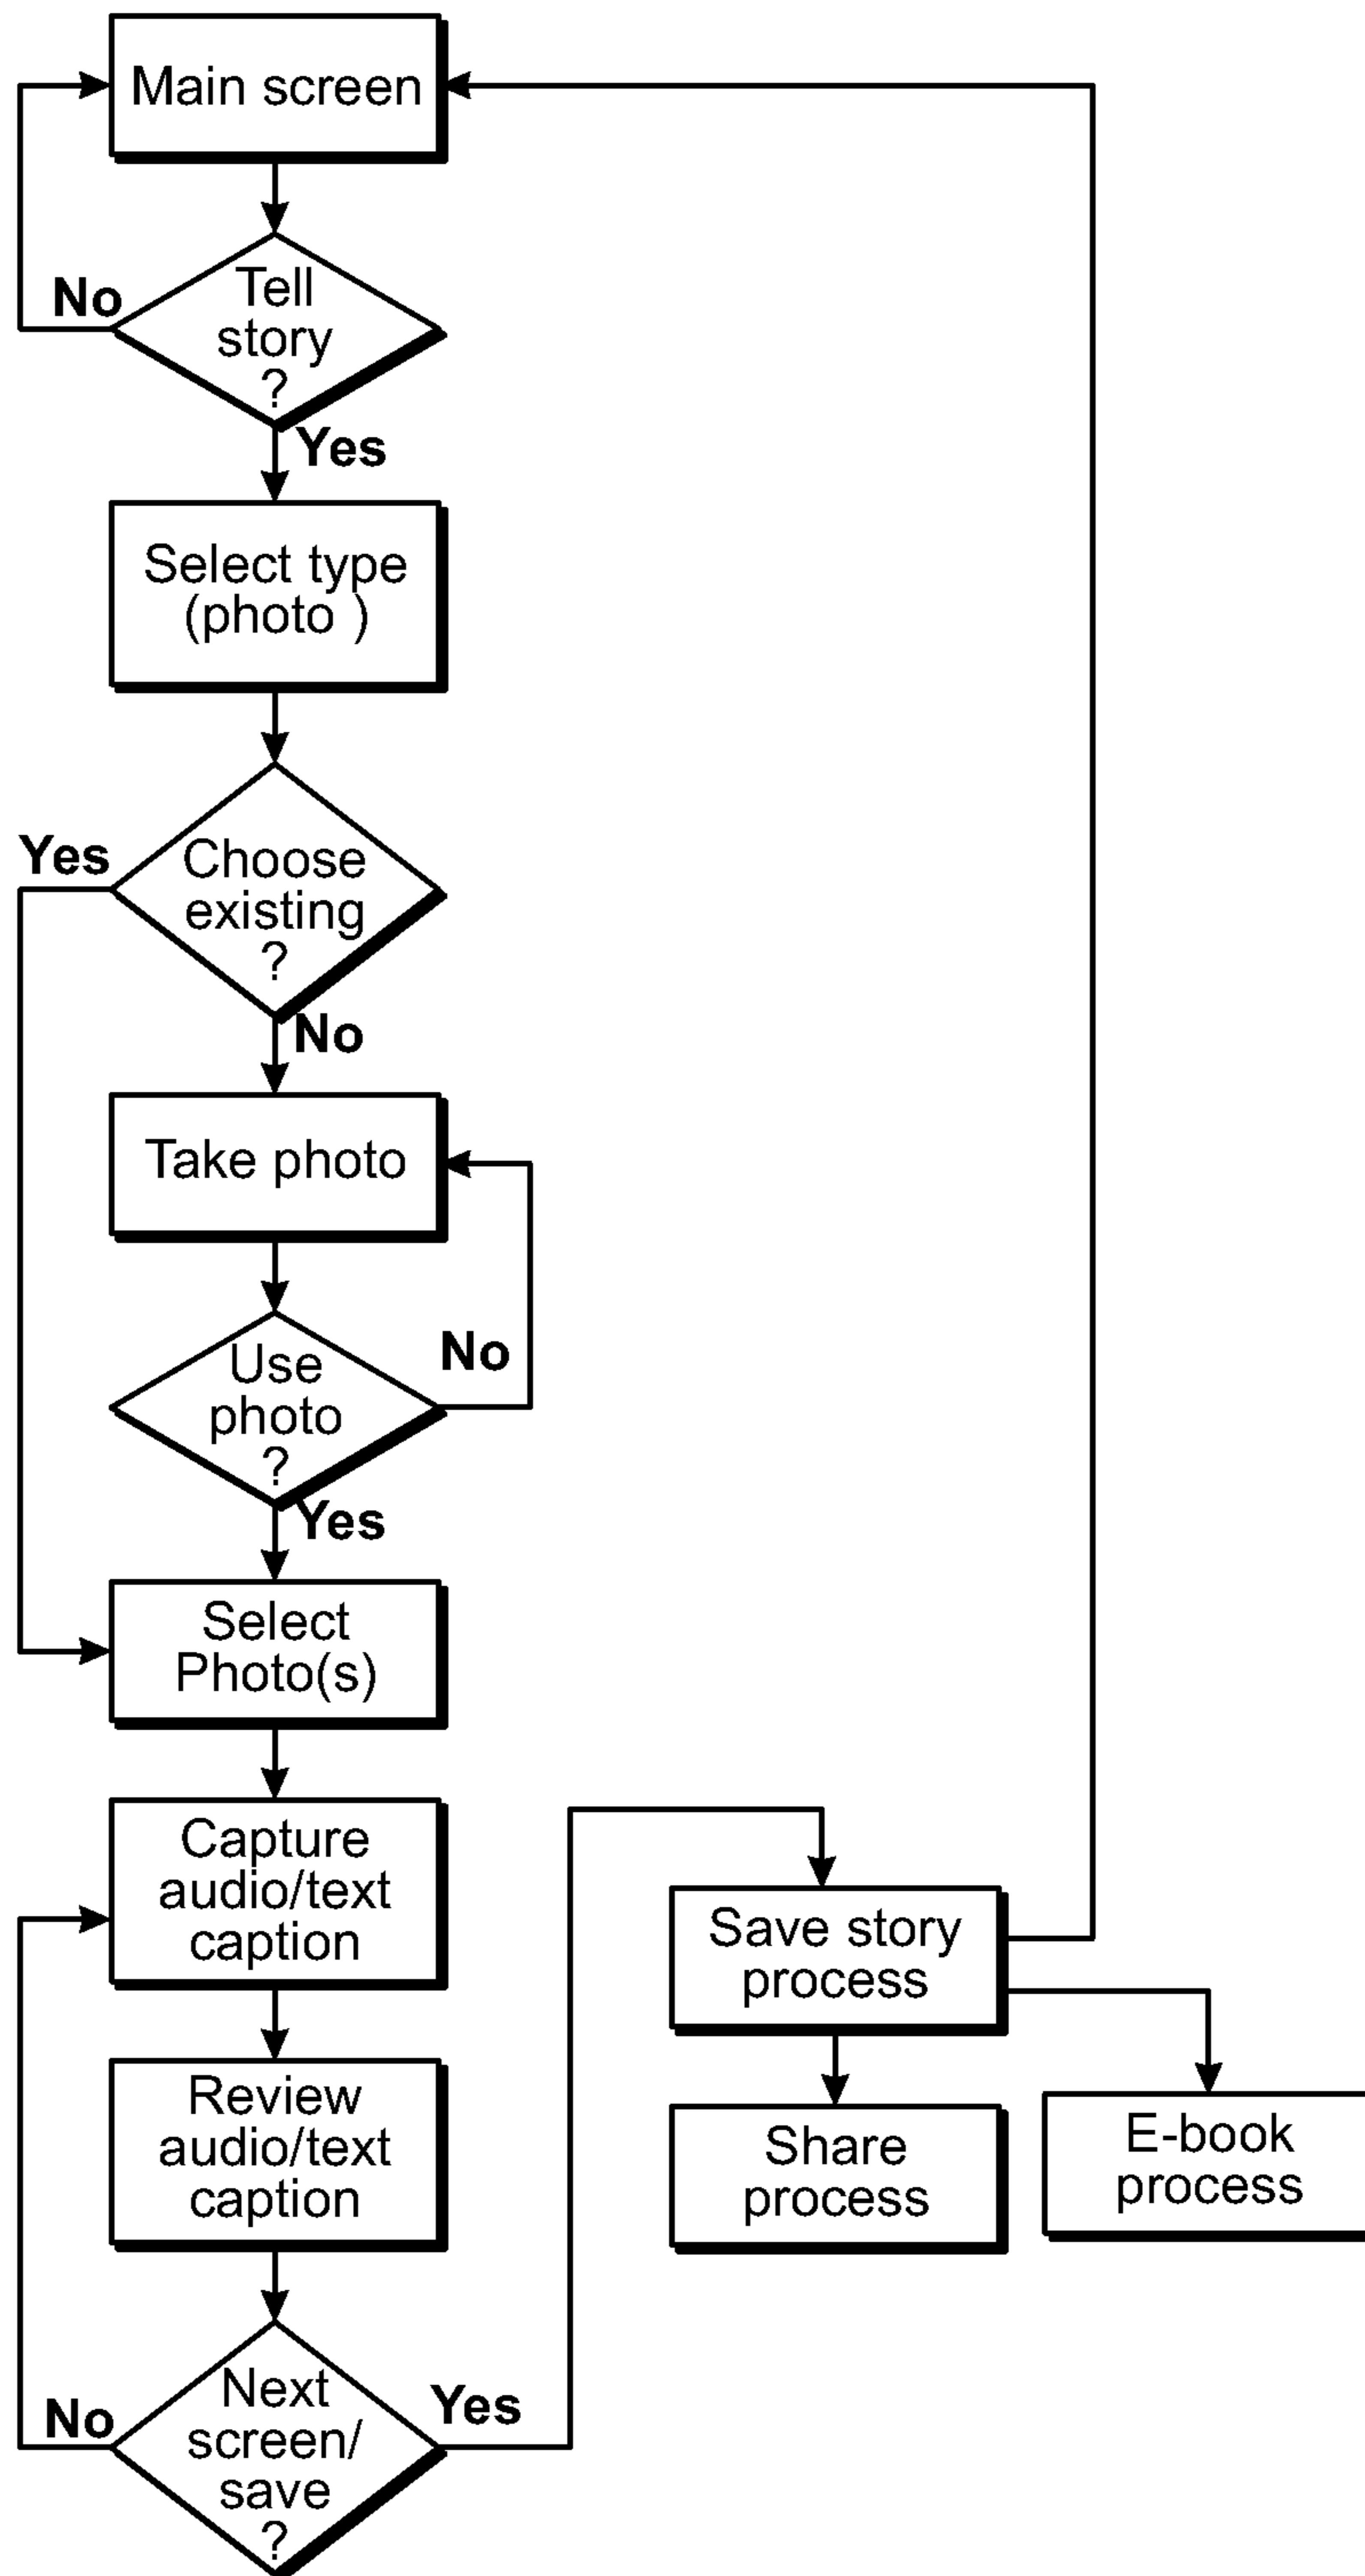 Main screen
No
Tell
story
?
Yes
Select type
(photo )
Yes
Choose
existing
?
No
Take photo
Use
photo
?
No
Yes
Select
Photo(s)
Capture
audio/text
caption
Review
audio/text
caption
No
Next
screen/
save
?
Yes
Save story
process
Share
process
E-book
process